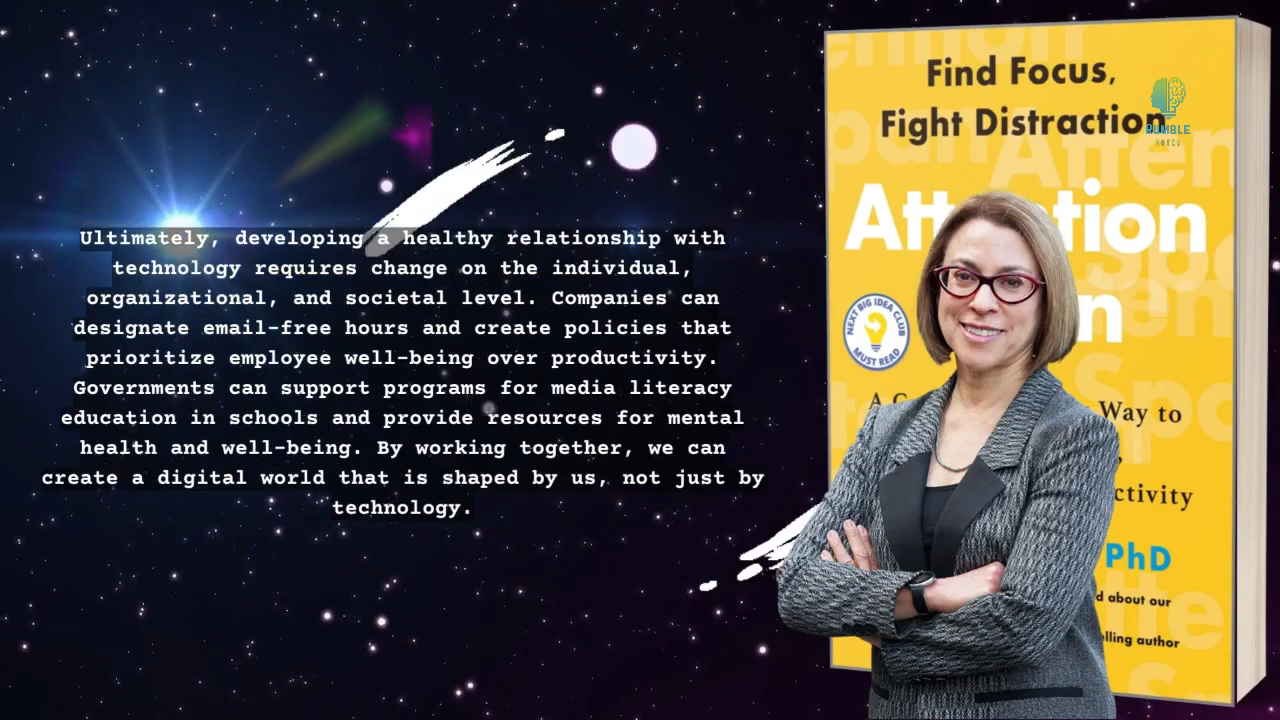 Ultimately, developing a healthy relationship with
technology requires change on the individual,
organizational, and societal level. Companies can
designate email-free hours and create policies that
prioritize employee well-being over productivity.
Governments can support programs for media literacy
education in schools and provide resources for mental
health and well-being. By working together, we can
create a digital world that is shaped by us, not just by
technology.
Find Focus,
Fight Distraction
RUMBLE
NEXT BIG IDEA CLUB
MUST READ
Way to
PhD
about our
author